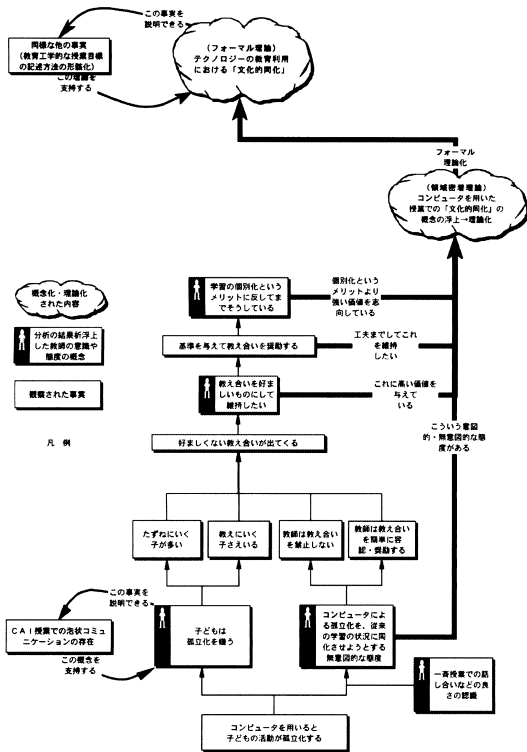 この事実を
説明できる
同様な他の事実
(教育工学的な授業目標
の記述方法の形骸化)
この理論を
支持する
(フォーマル理論)
テクノロジーの教育利用
における「文化的同化」
フォーマル
理論化
(領域密着理論)
コンピュータを用いた
授業での「文化的同化」の
概念の浮上→理論化
概念化・理論化
された内容
分析の結果析浮上
した教師の意識や
態度の概念
観察された事実
凡 例
学習の個別化という
メリットに反してま
でそうしている
個別化という
メリットより
強い価値を志
向している
基準を与えて教え合いを奨励する
工夫までしてこれ
を維持
したい
教え合いを好ま
しいものにして
維持したい
これに高い価値を
与えて
いる
こういう意図
的・無意図的な態
度がある
好ましくない教え合いが出てくる
たずねにいく
子が多い
教えにいく
子さえいる
教師は教え合い
を禁止しない
教師は教え合い
を簡単に容
認・奨励する
この事実を
説明できる
CAI授業での泡状コミュ
ニケーションの存在
この概念を
支持する
子どもは
孤立化を嫌う
コンピュータによ
る孤立化を、従来
の学習の状況に同
化させようとする
無意図的な態度
一斉授業での話
し合いなどの良
さの認識
コンピュータを用いると
子どもの活動が孤立化する